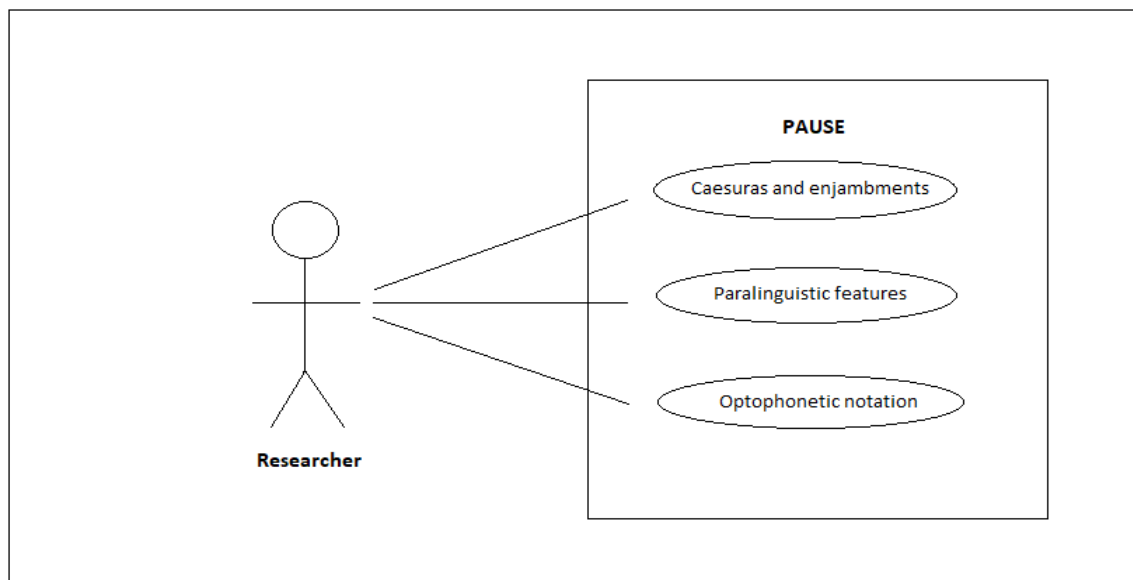 PAUSE
Caesuras and enjambments
Paralinguistic features
Optophonetic notation
Researcher